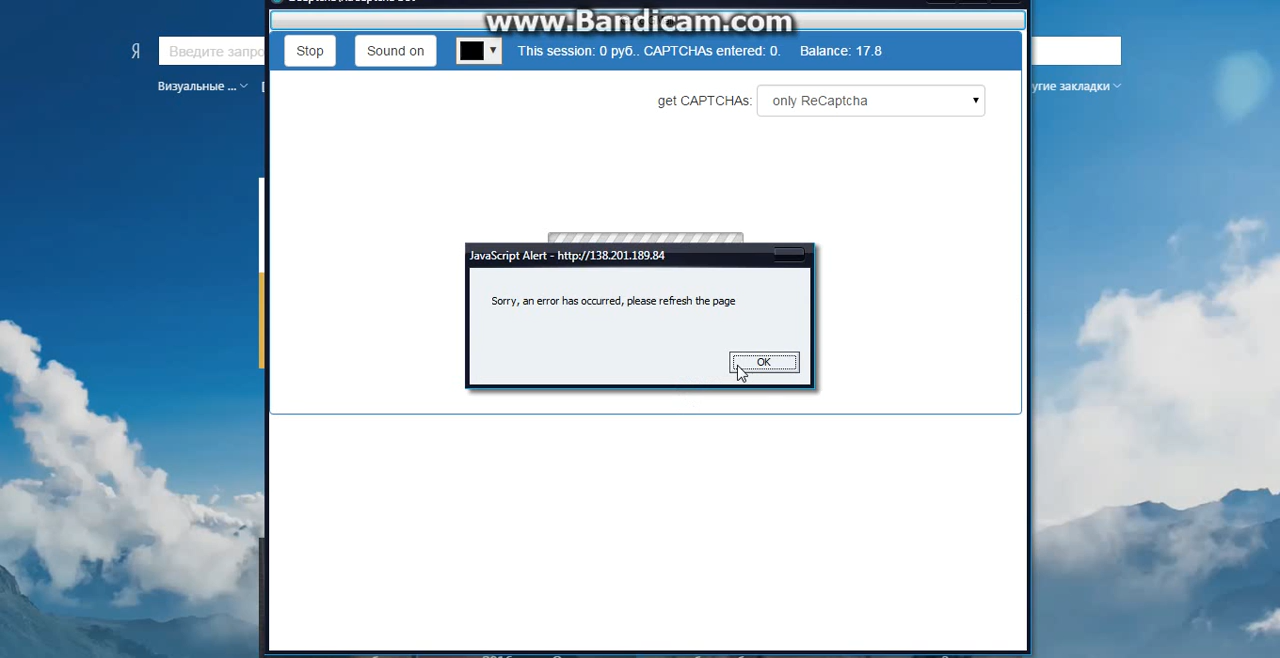 www.Bandicam.com
Я Введите запро
Stop Sound on This session: 0 руб.. CAPTCHAs entered: 0. Balance: 17.8
Визуальные ...
угие закладки
get CAPTCHAs: only ReCaptcha
JavaScript Alert - http://138.201.189.84
Sorry, an error has occurred, please refresh the page
OK